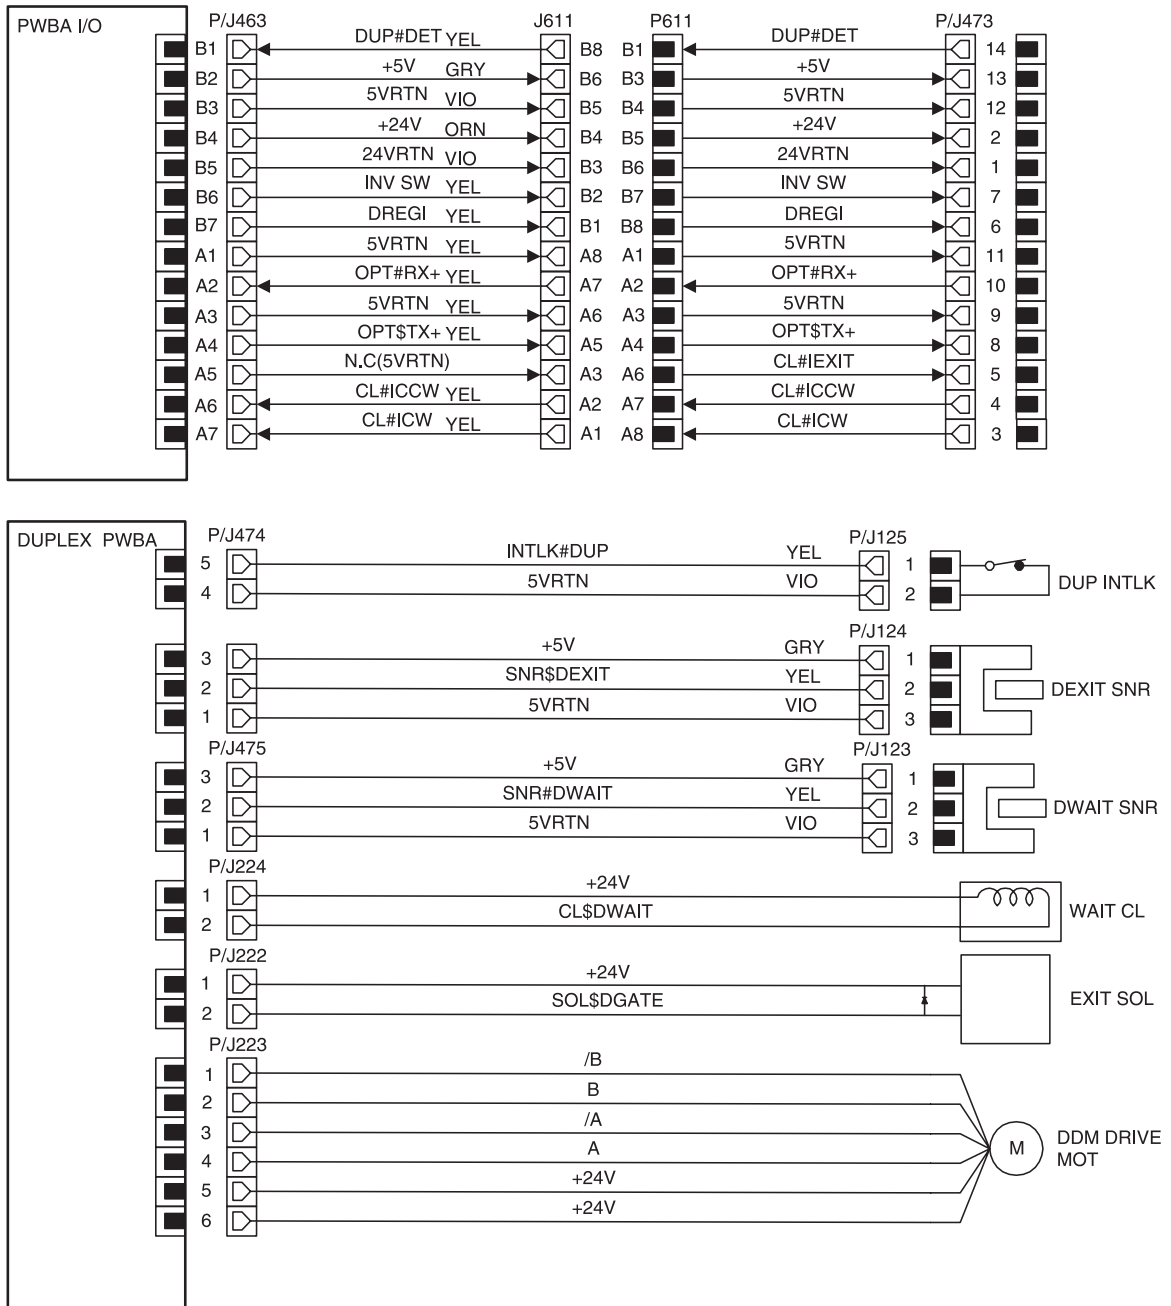 PWBA I/O P/J463 J611 P611 P/J473
B1 DUP#DET YEL B8 B1 DUP#DET 14
B2 +5V GRY B6 B3 +5V 13
B3 5VRTN VIO B5 B4 5VRTN 12
B4 +24V ORN B4 B5 +24V 2
B5 24VRTN VIO B3 B6 24VRTN 1
B6 INV SW YEL B2 B7 INV SW 7
B7 DREGI YEL B1 B8 DREGI 6
A1 5VRTN YEL A8 A1 5VRTN 11
A2 OPT#RX+ YEL A7 A2 OPT#RX+ 10
A3 5VRTN YEL A6 A3 5VRTN 9
A4 OPT$TX+ YEL A5 A4 OPT$TX+ 8
A5 N.C(5VRTN) A3 A6 CL#IEXIT 5
A6 CL#ICCW YEL A2 A7 CL#ICCW 4
A7 CL#ICW YEL A1 A8 CL#ICW 3
DUPLEX PWBA P/J474 P/J125
5 INTLK#DUP YEL 1
4 5VRTN VIO 2 DUP INTLK
P/J124
3 +5V GRY 1
2 SNR$DEXIT YEL 2 DEXIT SNR
1 5VRTN VIO 3
P/J475 P/J123
3 +5V GRY 1
2 SNR#DWAIT YEL 2 DWAIT SNR
1 5VRTN VIO 3
P/J224
1 +24V
2 CL$DWAIT WAIT CL
P/J222
1 +24V
2 SOL$DGATE EXIT SOL
P/J223
1 /B
2 B
3 /A DDM DRIVE
4 A M MOT
5 +24V
6 +24V